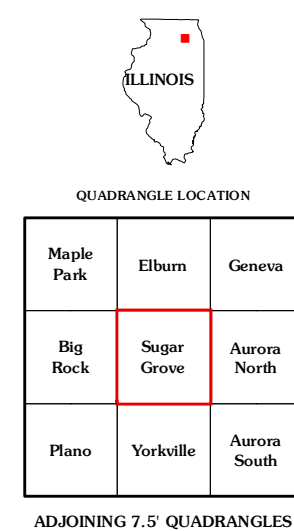 ILLINOIS
QUADRANGLE LOCATION
Maple
Park
Elburn
Geneva
Big
Rock
Sugar
Grove
Aurora
North
Plano
Yorkville
Aurora
South
ADJOINING 7.5' QUADRANGLES